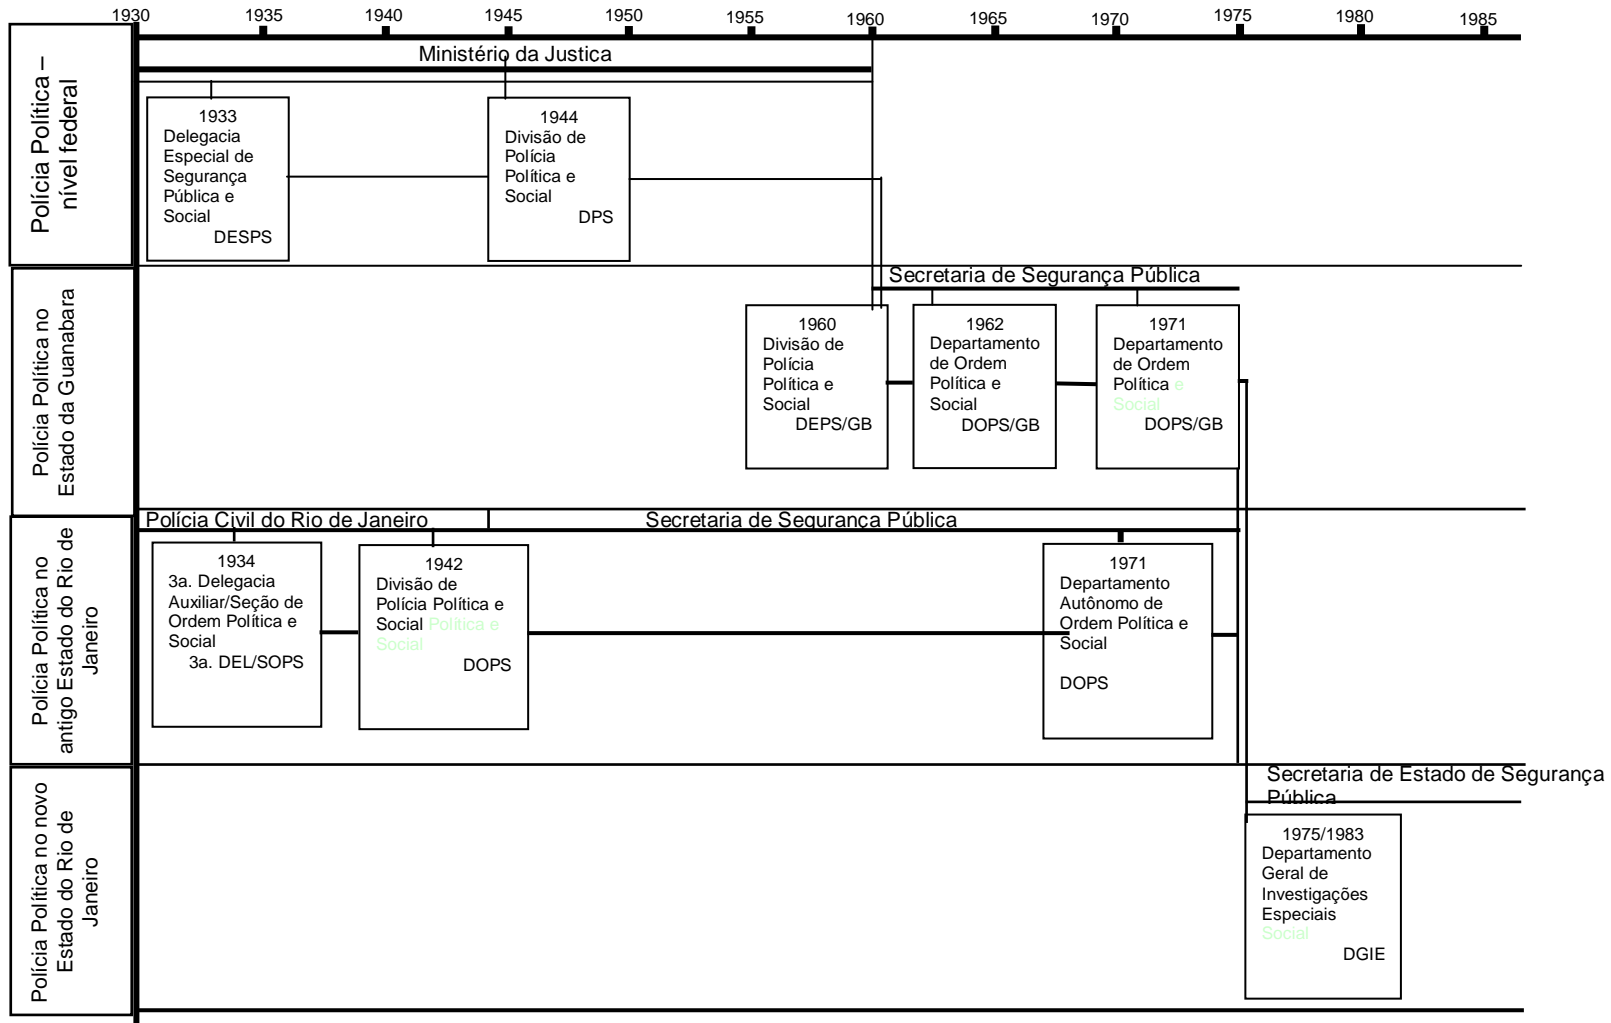 1930 1935 1940 1945 1950 1955 1960 1965 1970 1975 1980 1985
Polícia Política –
nível federal
Ministério da Justiça
1933
Delegacia
Especial de
Segurança
Pública e
Social
DESPS
1944
Divisão de
Polícia
Política e
Social
DPS
Polícia Política no
Estado da Guanabara
Secretaria de Segurança Pública
1960
Divisão de
Polícia
Política e
Social
DEPS/GB
1962
Departamento
de Ordem
Política e
Social
DOPS/GB
1971
Departamento
de Ordem
Política e
Social
DOPS/GB
Polícia Política no
antigo Estado do Rio de
Janeiro
Polícia Civil do Rio de Janeiro
Secretaria de Segurança Pública
1934
3a. Delegacia
Auxiliar/Seção de
Ordem Política e
Social
3a. DEL/SOPS
1942
Divisão de
Polícia Política e
Social Política e
Social
DOPS
1971
Departamento
Autônomo de
Ordem Política e
Social
DOPS
Polícia Política no novo
Estado do Rio de
Janeiro
Secretaria de Estado de Segurança
Pública
1975/1983
Departamento
Geral de
Investigações
Especiais
Social
DGIE